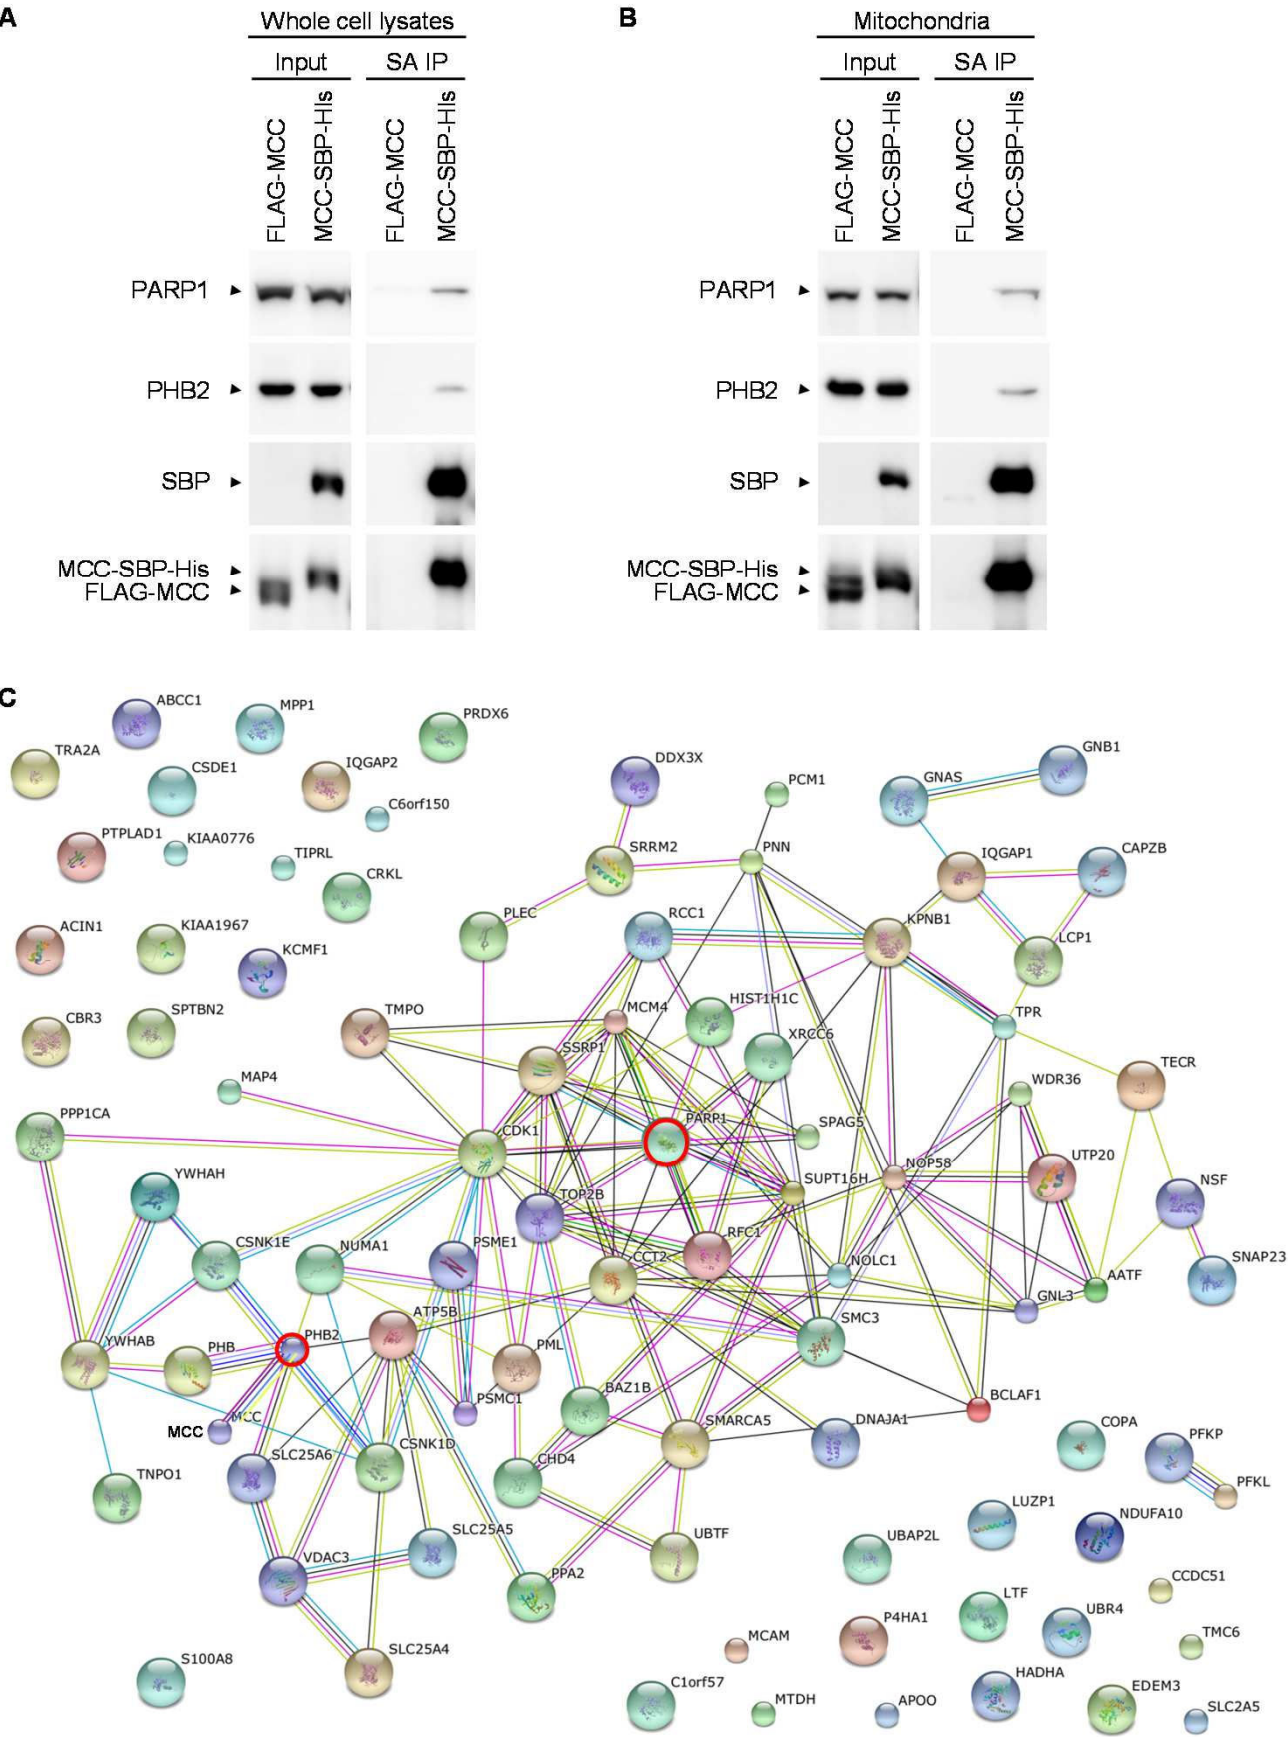 A
Whole cell lysates
Input
SA IP
FLAG-MCC
MCC-SBP-His
FLAG-MCC
MCC-SBP-His
PARP1
PHB2
SBP
MCC-SBP-His
FLAG-MCC
B
Mitochondria
Input
SA IP
FLAG-MCC
MCC-SBP-His
FLAG-MCC
MCC-SBP-His
PARP1
PHB2
SBP
MCC-SBP-His
FLAG-MCC
C
ABCC1
MPP1
PRDX6
TRA2A
CSDE1
IQGAP2
DDX3X
PCM1
GNAS
GNB1
C6orf150
PTPLAD1
KIAA0776
TIPRL
CRKL
SRRM2
PNN
IQGAP1
CAPZB
ACIN1
KIAA1967
KCMF1
PLEC
RCC1
KPNB1
LCP1
CBR3
SPTBN2
TMPO
MCM4
HIST1H1C
TPR
SSRP1
XRCC6
TECR
MAP4
WDR36
PPP1CA
CDK1
PARP1
SPAG5
YWHAH
TOP2B
SUPT16H
NOP58
UTP20
NSF
CSNK1E
NUMA1
PSME1
CCT2
RFC1
NOLC1
SNAP23
AATF
GNL3
YWHAB
PHB
PHB2
ATP5B
SMC3
PML
MCC
MCC
PSMC1
BAZ1B
BCLAF1
SLC25A6
CSNK1D
SMARCA5
DNAJA1
COPA
PFKP
TNPO1
CHD4
PFKL
LUZP1
NDUFA10
VDAC3
SLC25A5
UBTF
UBAP2L
PPA2
CCDC51
LTF
UBR4
P4HA1
MCAM
TMC6
SLC25A4
S100A8
C1orf57
MTDH
APOO
HADHA
EDEM3
SLC2A5